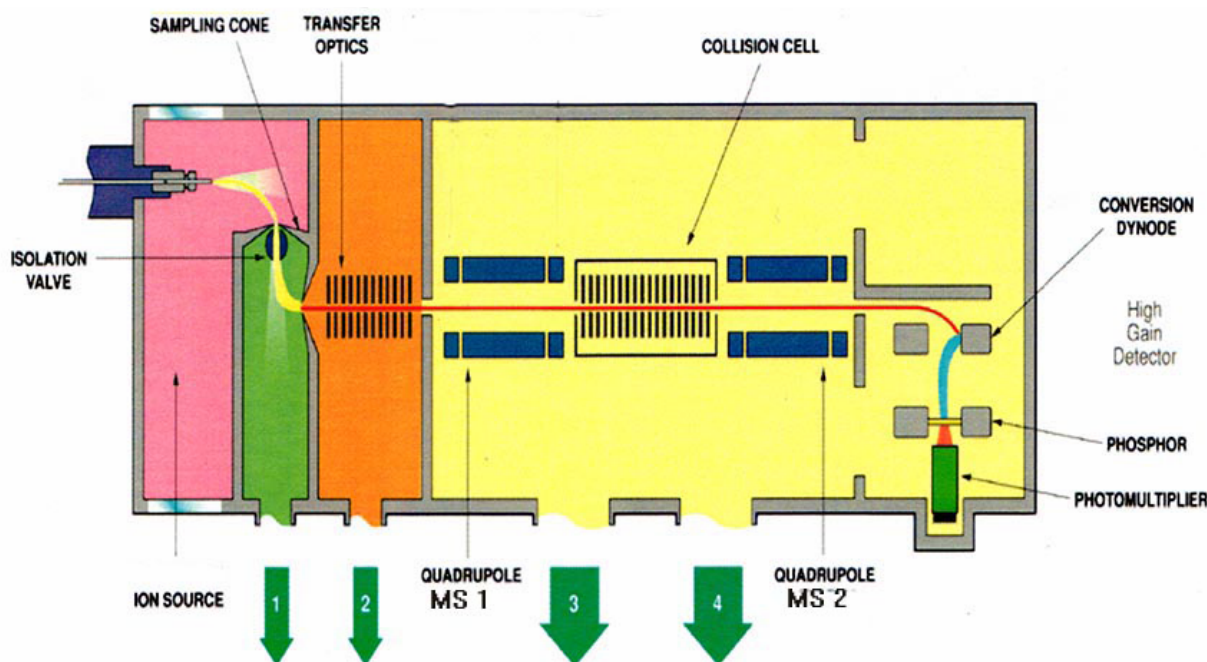 SAMPLING CONE
TRANSFER
OPTICS
COLLISION CELL
ISOLATION
VALVE
CONVERSION
DYNODE
High
Gain
Detector
PHOSPHOR
PHOTOMULTIPLIER
ION SOURCE
1
2
QUADRUPOLE
MS 1
3
4
QUADRUPOLE
MS 2